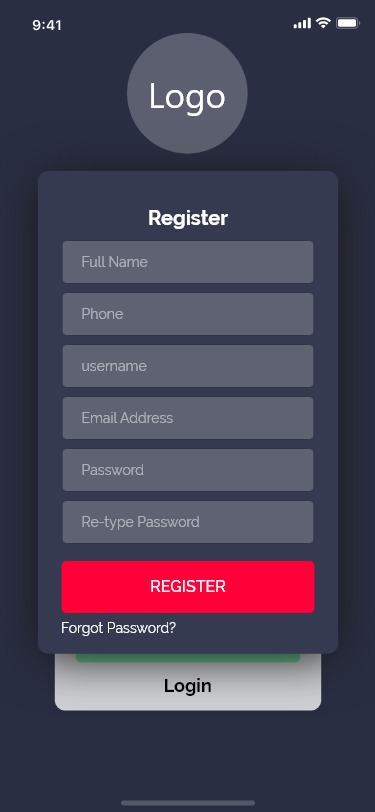 9:41
Logo
Register
Full Name
Phone
username
Email Address
Password
Re-type Password
REGISTER
Forgot Password?
Login